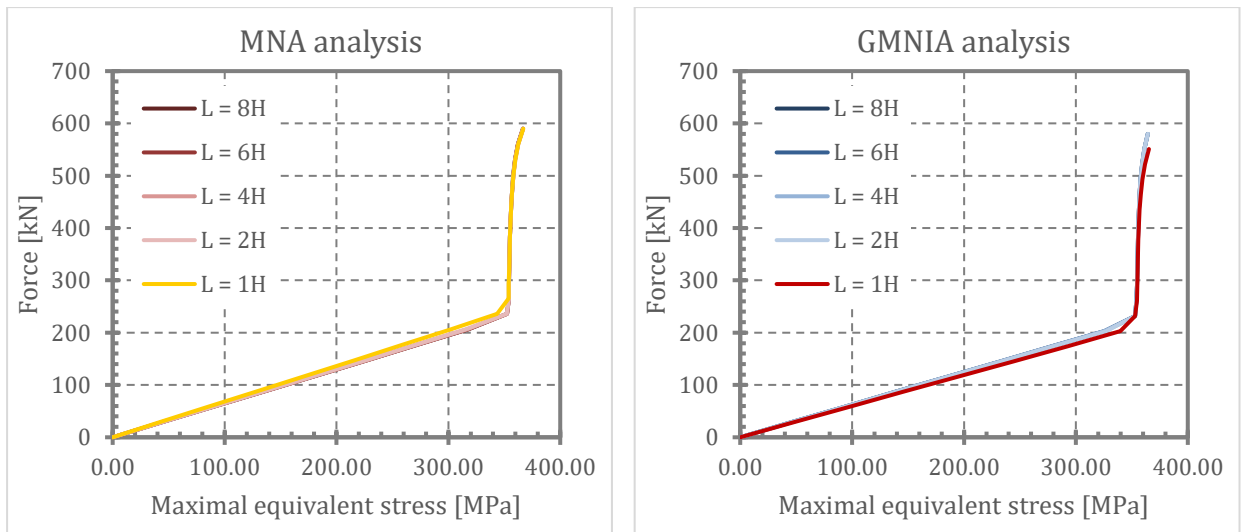 MNA analysis
700
600
500
400
300
200
100
0
Force [kN]
L = 8H
L = 6H
L = 4H
L = 2H
L = 1H
0.00 100.00 200.00 300.00 400.00
Maximal equivalent stress [MPa]
GMNIA analysis
700
600
500
400
300
200
100
0
Force [kN]
L = 8H
L = 6H
L = 4H
L = 2H
L = 1H
0.00 100.00 200.00 300.00 400.00
Maximal equivalent stress [MPa]